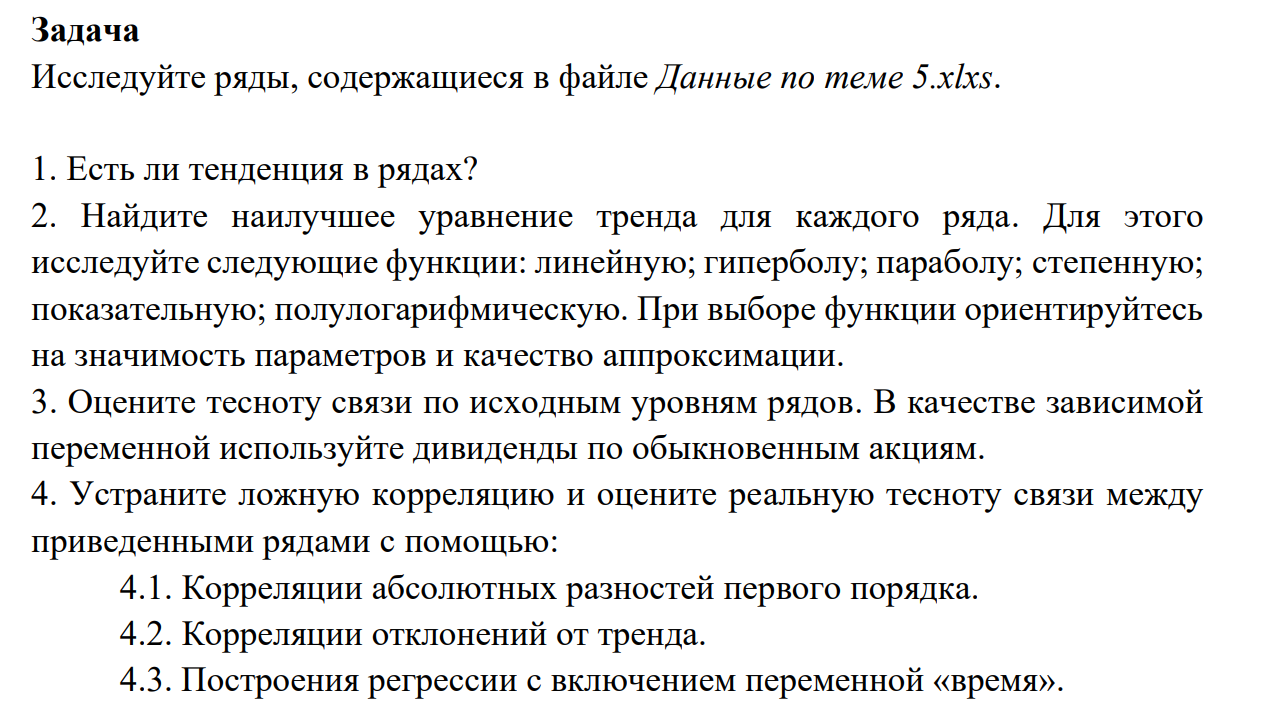 Задача
Исследуйте ряды, содержащиеся в файле Данные по теме 5.xlxs.
1. Есть ли тенденция в рядах?
2. Найдите наилучшее уравнение тренда для каждого ряда. Для этого
исследуйте следующие функции: линейную; гиперболу; параболу; степенную;
показательную; полулогарифмическую. При выборе функции ориентируйтесь
на значимость параметров и качество аппроксимации.
3. Оцените тесноту связи по исходным уровням рядов. В качестве зависимой
переменной используйте дивиденды по обыкновенным акциям.
4. Устраните ложную корреляцию и оцените реальную тесноту связи между
приведенными рядами с помощью:
4.1. Корреляции абсолютных разностей первого порядка.
4.2. Корреляции отклонений от тренда.
4.3. Построения регрессии с включением переменной «время».